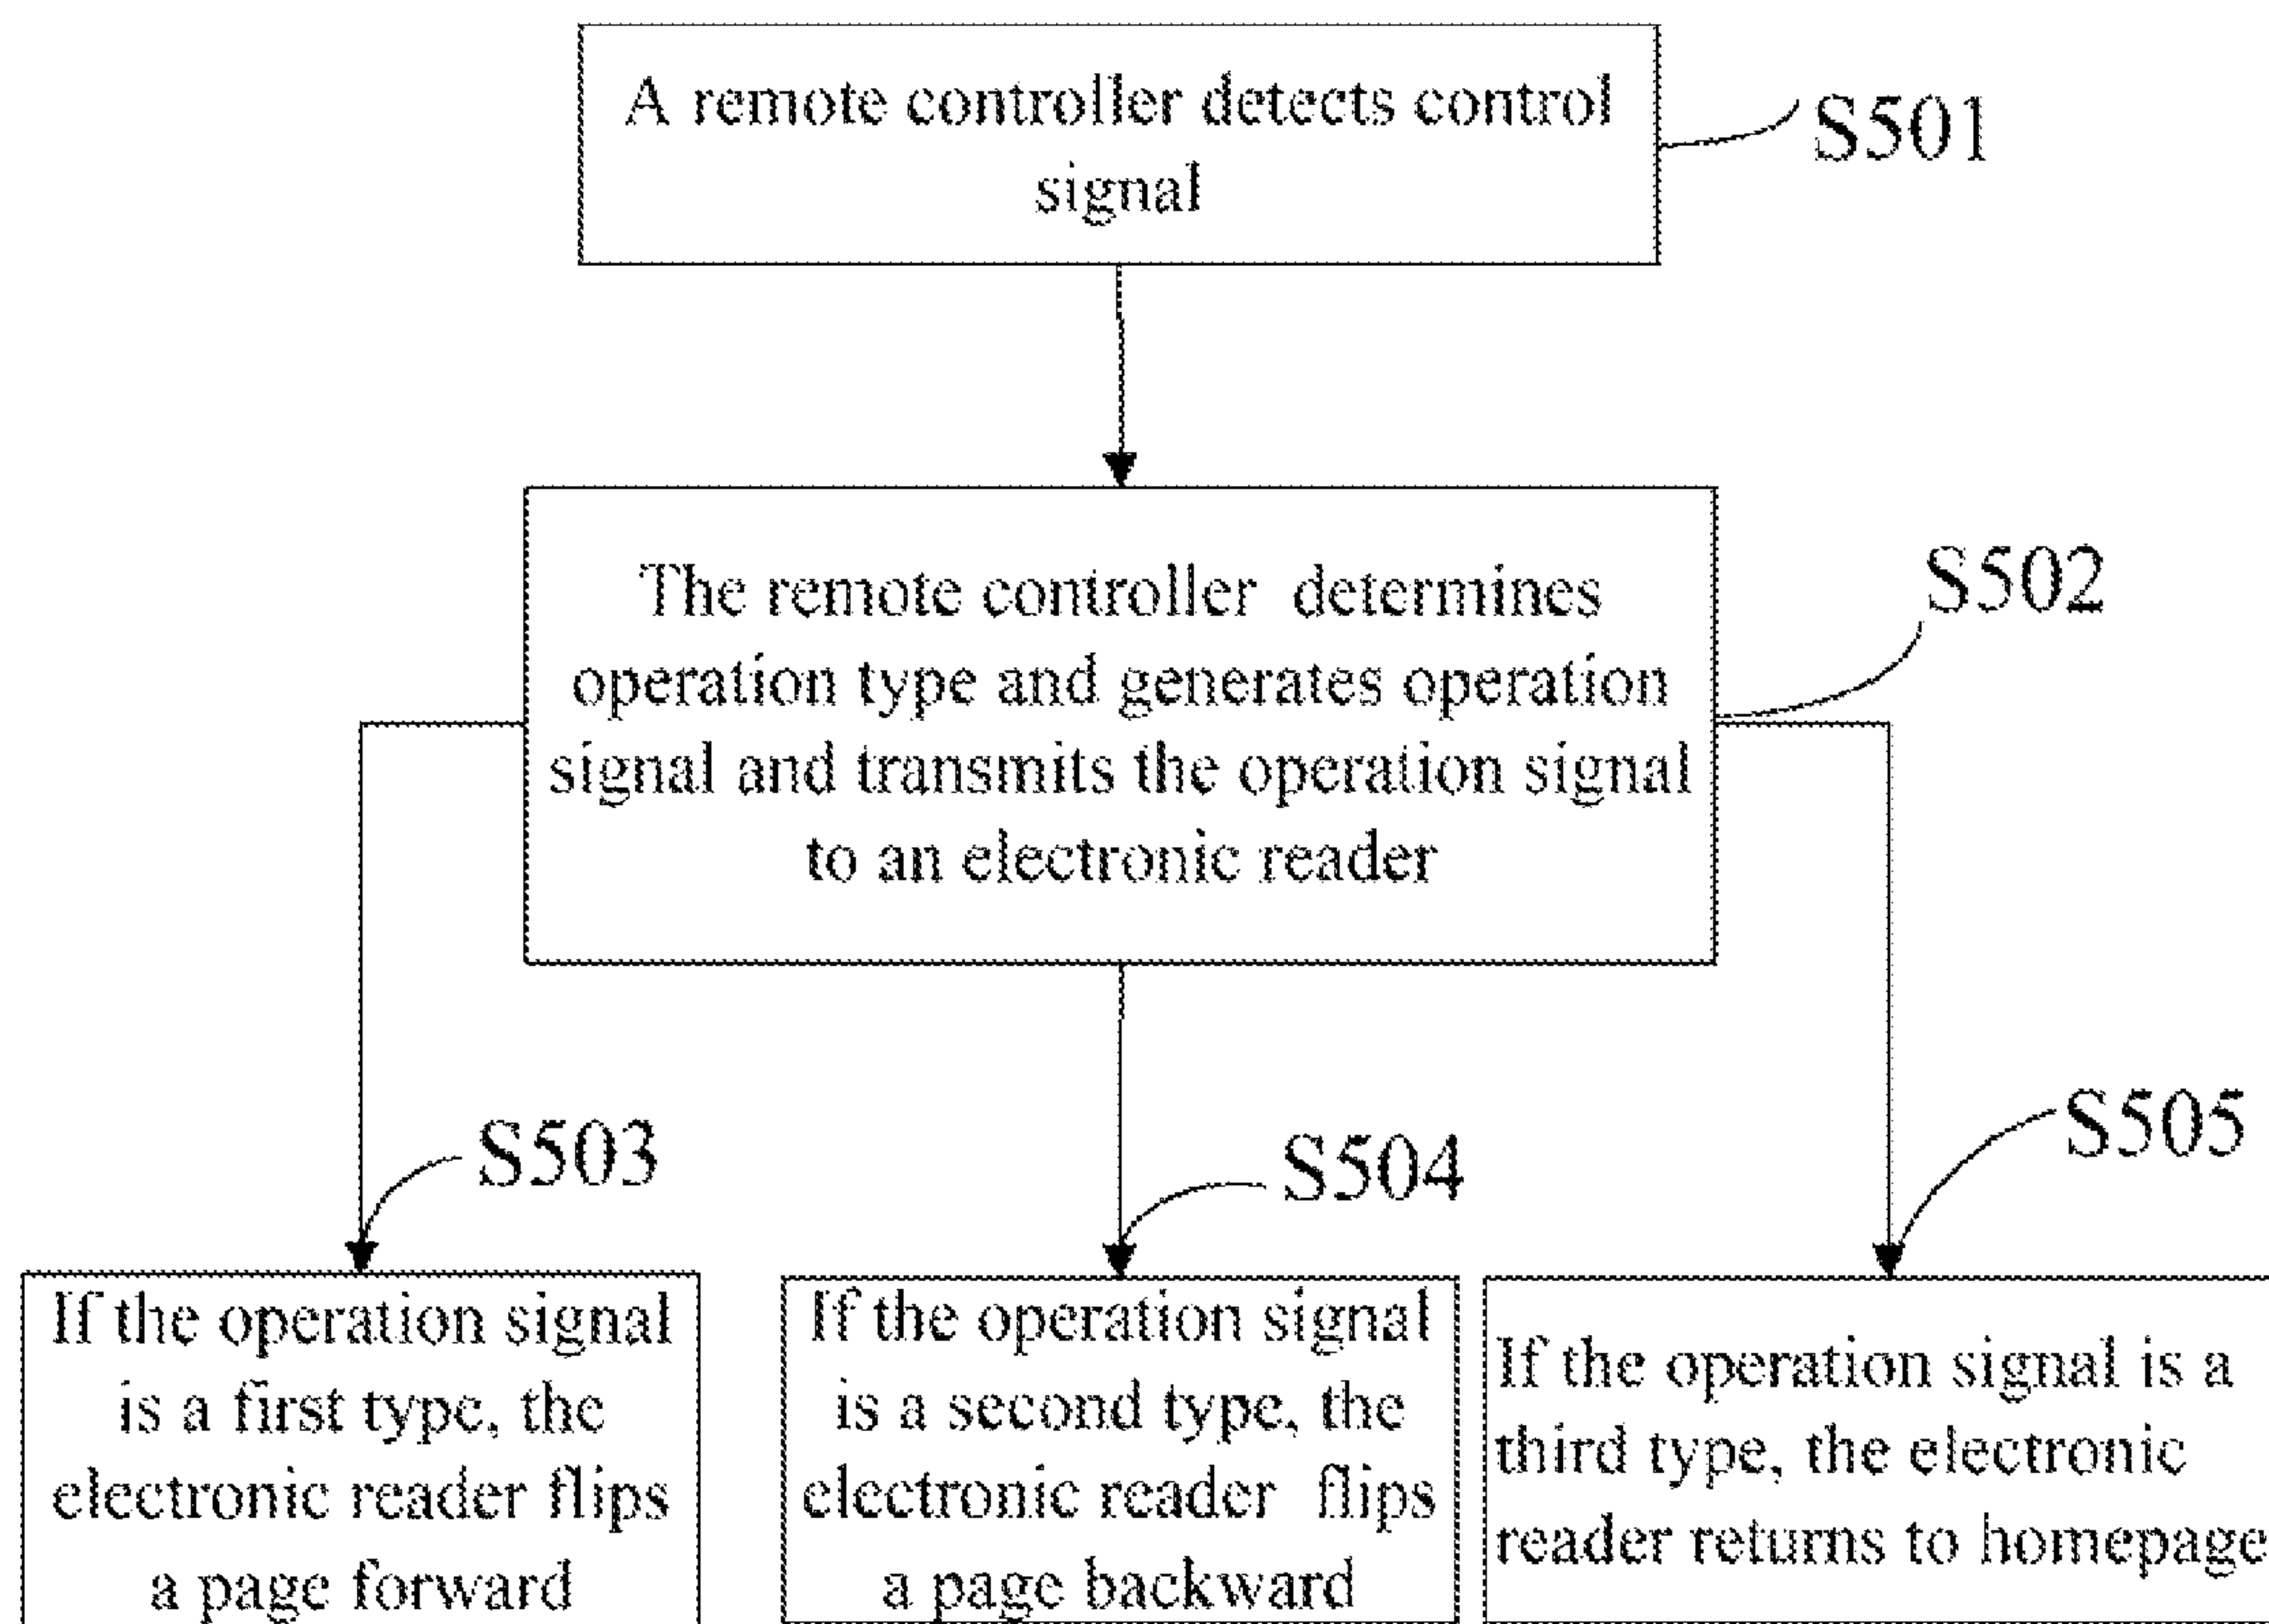 A remote controller detects control
signal
S501
The remote controller determines
operation type and generates operation
signal and transmits the operation signal
to an electronic reader
S502
S503
If the operation signal
is a first type, the
electronic reader flips
a page forward
S504
If the operation signal
is a second type, the
electronic reader flips
a page backward
S505
If the operation signal is a
third type, the electronic
reader returns to homepage